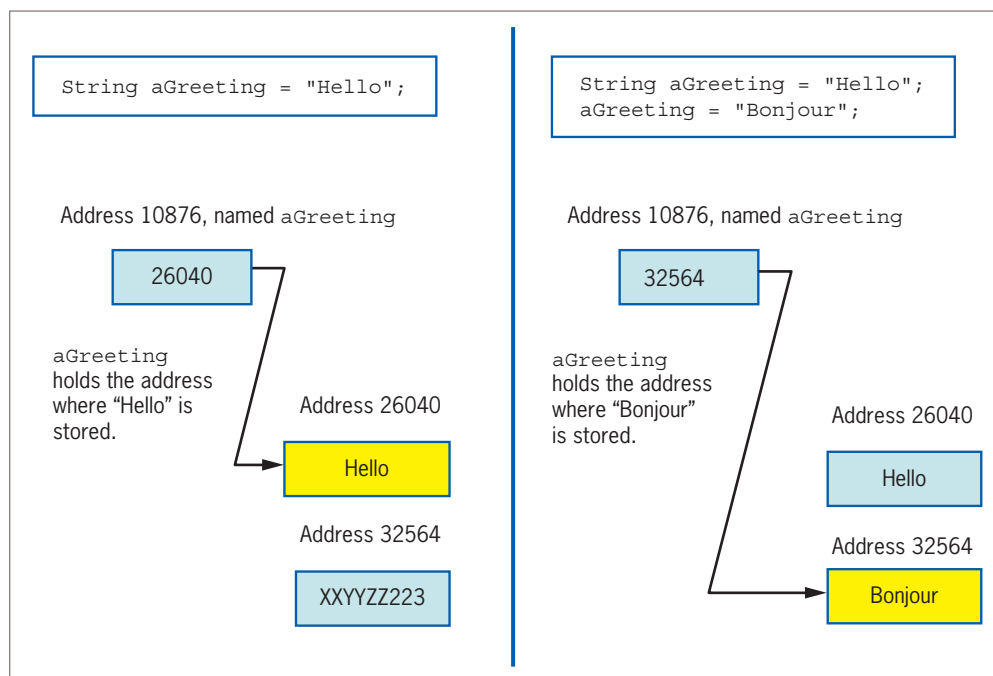 String aGreeting = "Hello";
Address 10876, named aGreeting
26040
aGreeting
holds the address
where “Hello” is
stored.
Address 26040
Hello
Address 32564
XXYYZZ223
String aGreeting = "Hello";
aGreeting = "Bonjour";
Address 10876, named aGreeting
32564
aGreeting
holds the address
where “Bonjour”
is stored.
Address 26040
Hello
Address 32564
Bonjour